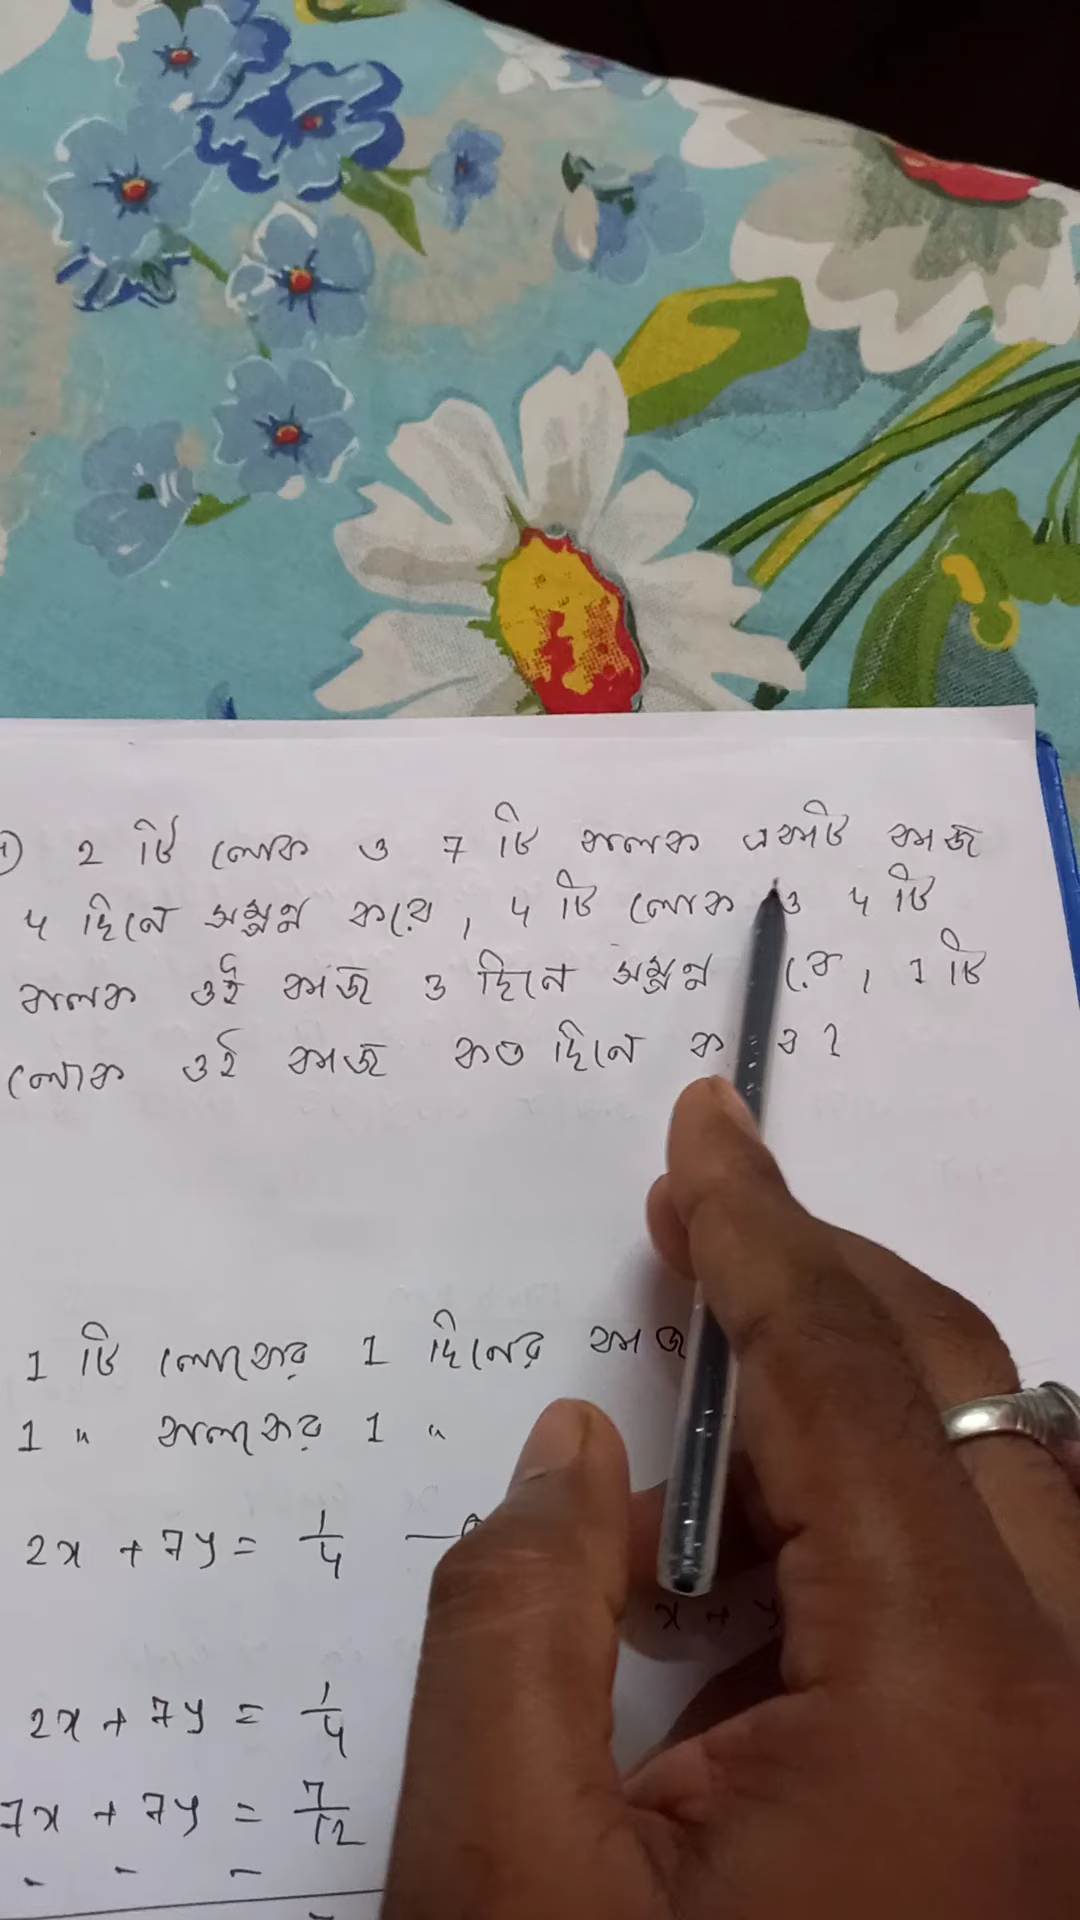 2 টি লোক ও 7 টি বালক একটি কাজ
4 দিনে সম্পন্ন করে, 4 টি লোক ও 4 টি
বালক ওই কাজ 3 দিনে সম্পন্ন রে, 1 টি
লোক ওই কাজ কত দিনে ক বে?
1 টি লোকের 1 দিনের কাজ
1 " বালকের 1 "
2x + 7y = 1/4
x + y
2x + 7y = 1/4
7x + 7y = 7/12
- - -